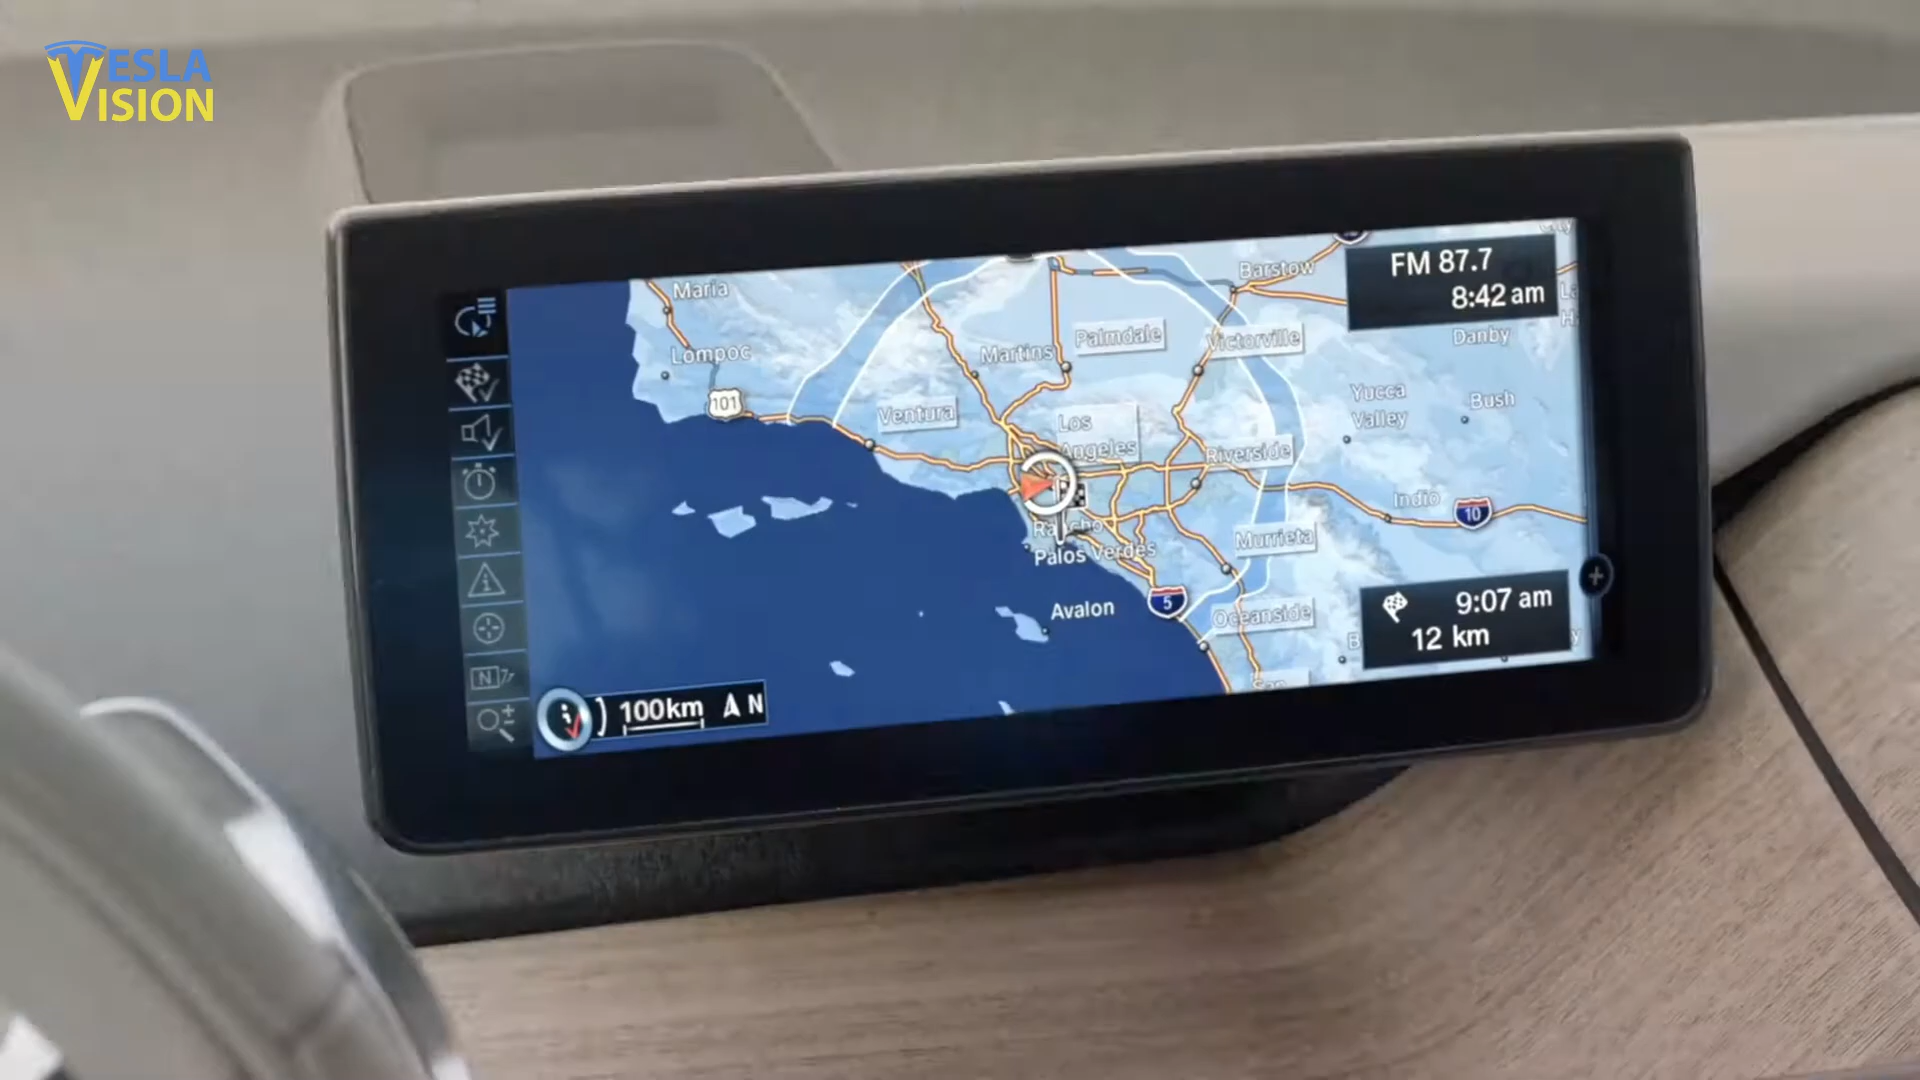 TESLA
VISION
FM 87.7
8:42 am
Barstow
Maria
Lompoc
101
Martins
Palmdale
Victorville
Danby
Ventura
Los
Angeles
Yucca
Valley
Bush
Riverside
Indio
10
Rancho
Palos Verdes
Murrieta
Avalon
5
Oceanside
San
9:07 am
12 km
N
100km
N